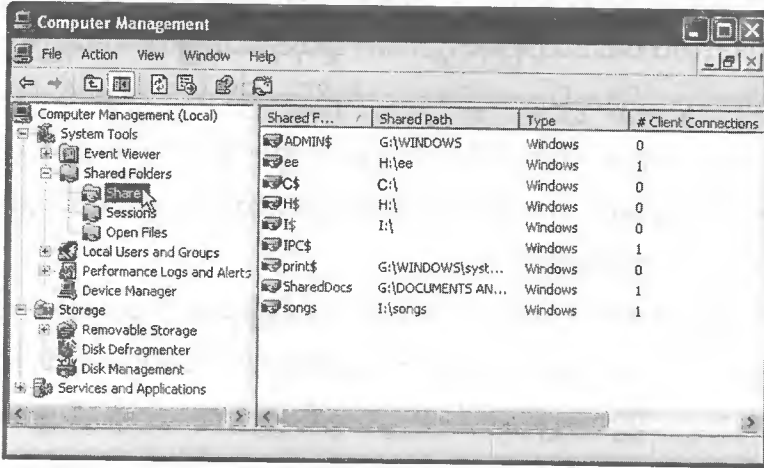 Computer Management
File Action View Window Help
Computer Management (Local)
System Tools
Event Viewer
Shared Folders
Share
Sessions
Open Files
Local Users and Groups
Performance Logs and Alerts
Device Manager
Storage
Removable Storage
Disk Defragmenter
Disk Management
Services and Applications
Shared F... Shared Path Type # Client Connections
ADMIN$ G:\WINDOWS Windows 0
ee H:\ee Windows 1
C$ C:\ Windows 0
H$ H:\ Windows 0
I$ I:\ Windows 0
IPC$ Windows 1
print$ G:\WINDOWS\syst... Windows 0
SharedDocs G:\DOCUMENTS AN... Windows 1
songs I:\songs Windows 1